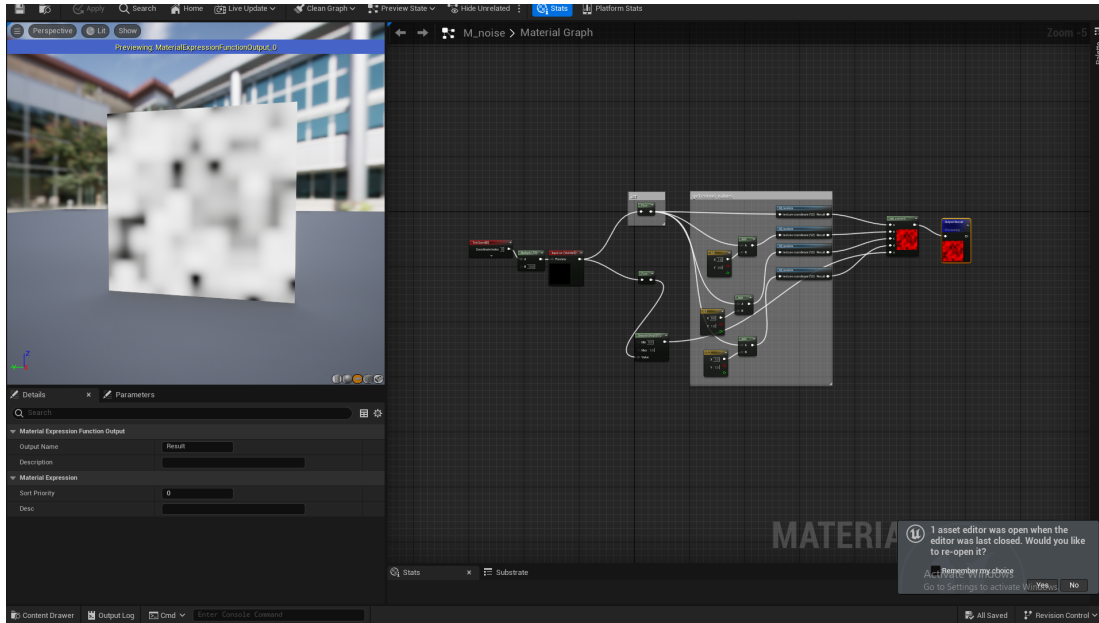 Apply
Search
Home
Live Update
Clean Graph
Preview State
Hide Unrelated
Stats
Platform Stats
Perspective
Lit
Show
Previewing: MaterialExpressionFunctionOutput, 0
M_noise > Material Graph
Zoom -5
Z
Details
Parameters
Search
Material Expression Function Output
Output Name
Result
Description
Material Expression
Sort Priority
0
Desc
MATERIA
1 asset editor was open when the
editor was last closed. Would you like
to re-open it?
Remember my choice
Activate Windows
Go to Settings to activate Windows.
Yes
No
Stats
Substrate
Content Drawer
Output Log
Cmd
Enter Console Command
All Saved
Revision Control